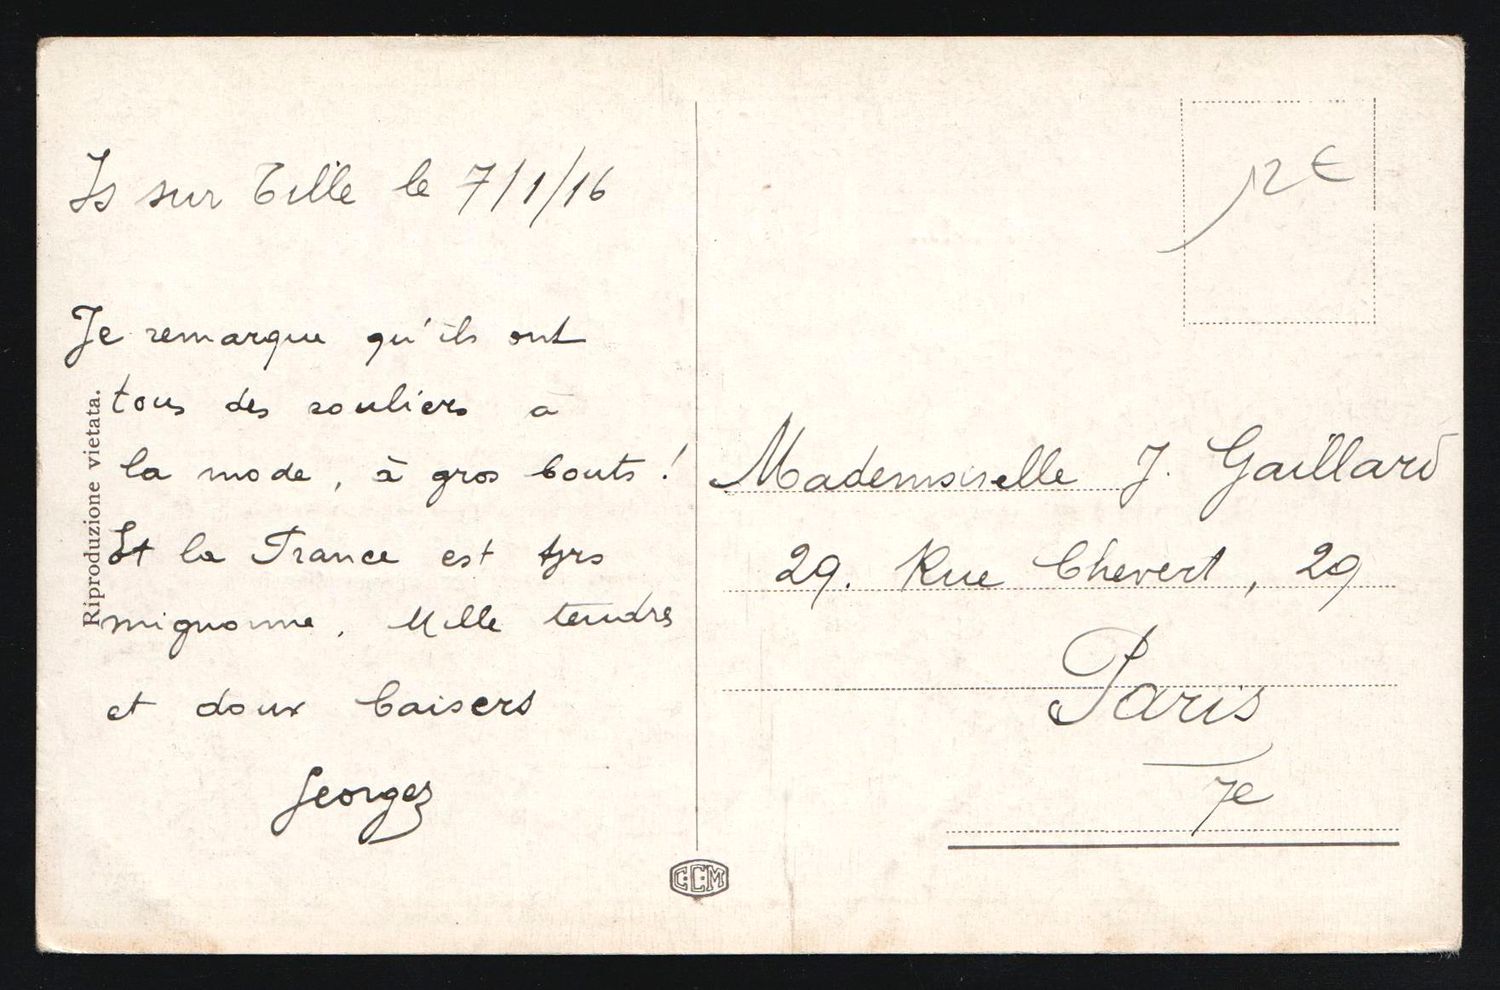 Is sur Tille le 7/1/16
Je remarque qu'ils ont
tous des souliers a
la mode, à gros bouts!
Et la France est tjrs
mignonne. Mille tendres
et doux baisers
Georges
Riproduzione vietata.
C.C.M
12 €
Mademoiselle J. Gaillard
29. Rue Chevert, 29
Paris
7e